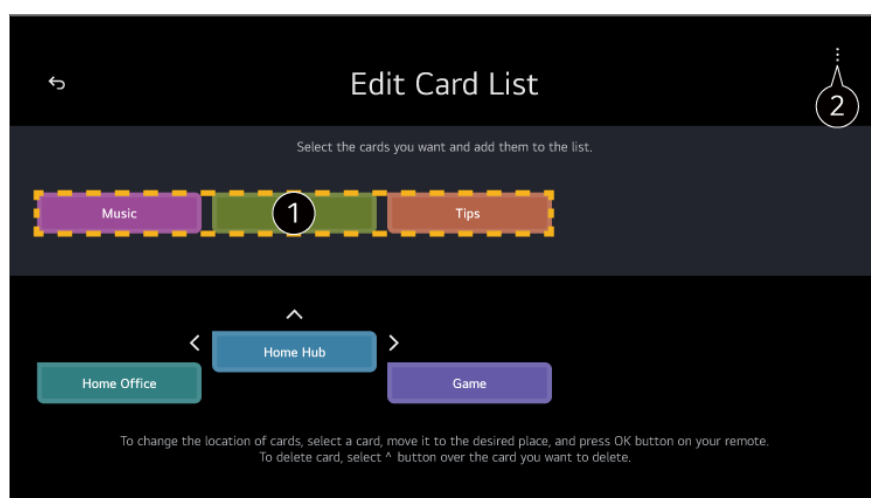 Edit Card List
2
Select the cards you want and add them to the list.
Music
1
Tips
Home Hub
Home Office
Game
To change the location of cards, select a card, move it to the desired place, and press OK button on your remote.
To delete card, select ^ button over the card you want to delete.